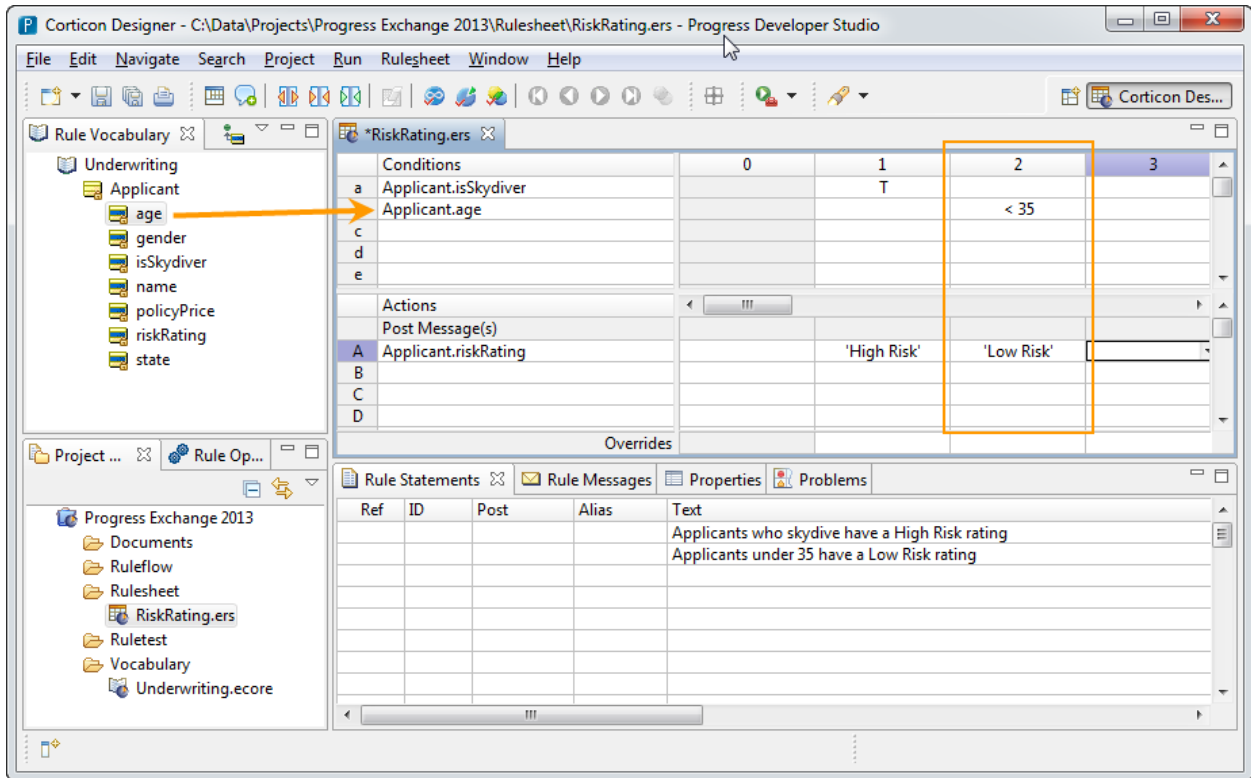 Corticon Designer - C:\Data\Projects\Progress Exchange 2013\Rulesheet\RiskRating.ers - Progress Developer Studio
File Edit Navigate Search Project Run Rulesheet Window Help
Corticon Des...
Rule Vocabulary
Underwriting
Applicant
age
gender
isSkydiver
name
policyPrice
riskRating
state
*RiskRating.ers
Conditions 0 1 2 3
a Applicant.isSkydiver T
Applicant.age < 35
c
d
e
Actions
Post Message(s)
A Applicant.riskRating 'High Risk' 'Low Risk'
B
C
D
Overrides
Project ... Rule Op...
Progress Exchange 2013
Documents
Ruleflow
Rulesheet
RiskRating.ers
Ruletest
Vocabulary
Underwriting.ecore
Rule Statements Rule Messages Properties Problems
Ref ID Post Alias Text
Applicants who skydive have a High Risk rating
Applicants under 35 have a Low Risk rating